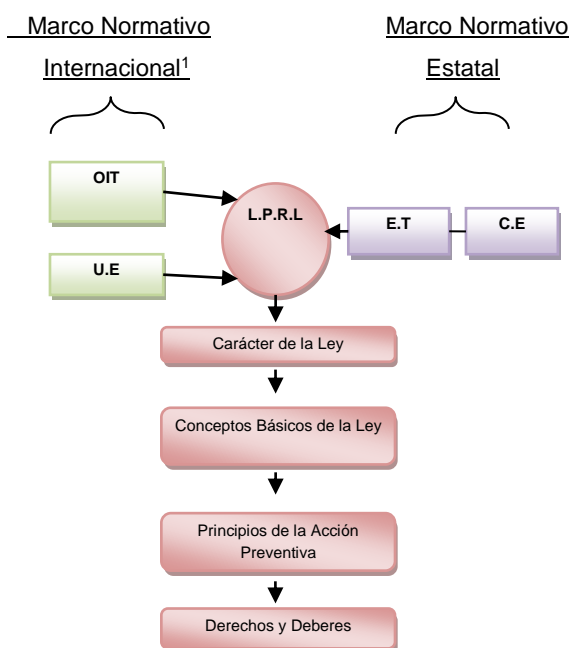 Marco Normativo
Internacional¹
Marco Normativo
Estatal
OIT
U.E
L.P.R.L
E.T
C.E
Carácter de la Ley
Conceptos Básicos de la Ley
Principios de la Acción
Preventiva
Derechos y Deberes